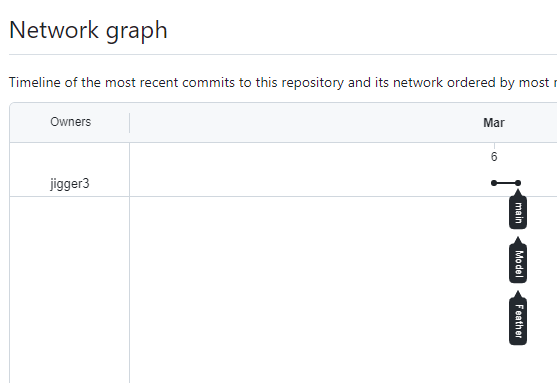 Network graph
Timeline of the most recent commits to this repository and its network ordered by most
Owners
Mar
6
jigger3
main
Model
Feather